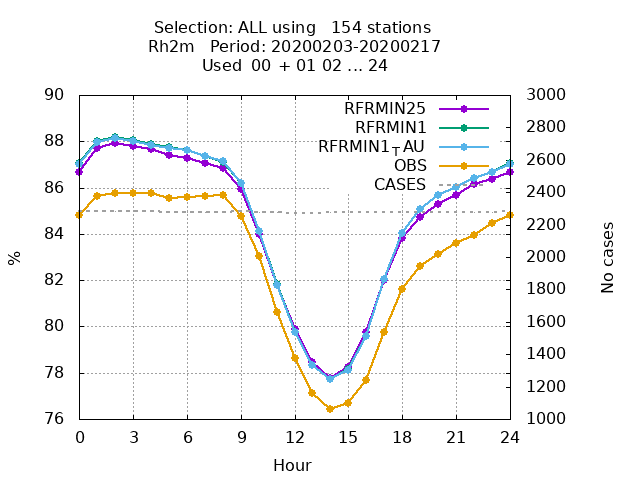 Selection: ALL using   154 stations
Rh2m   Period: 20200203-20200217
Used  00 + 01 02 ... 24
90
88
86
84
82
80
78
76
%
3000
2800
2600
2400
2200
2000
1800
1600
1400
1200
1000
No cases
RFRMIN25
RFRMIN1
RFRMIN1┬AU
OBS
CASES
0 3 6 9 12 15 18 21 24
Hour